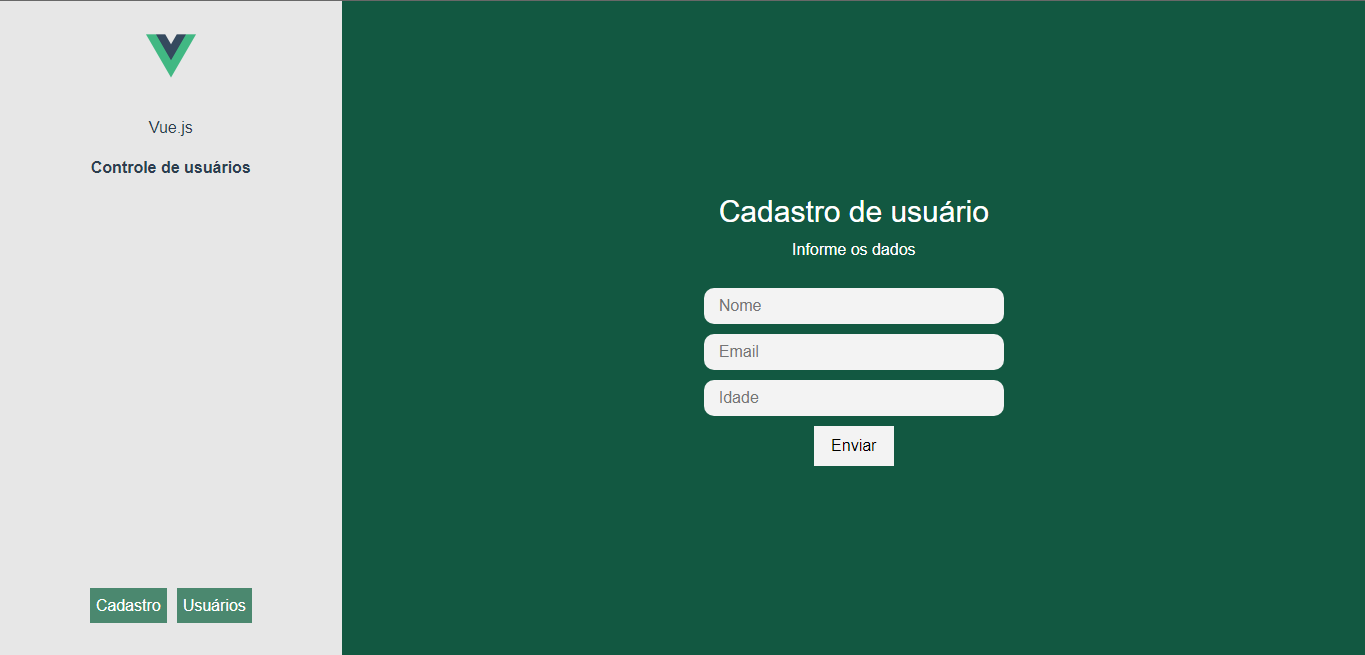 Vue.js
Controle de usuários
Cadastro
Usuários
Cadastro de usuário
Informe os dados
Nome
Email
Idade
Enviar